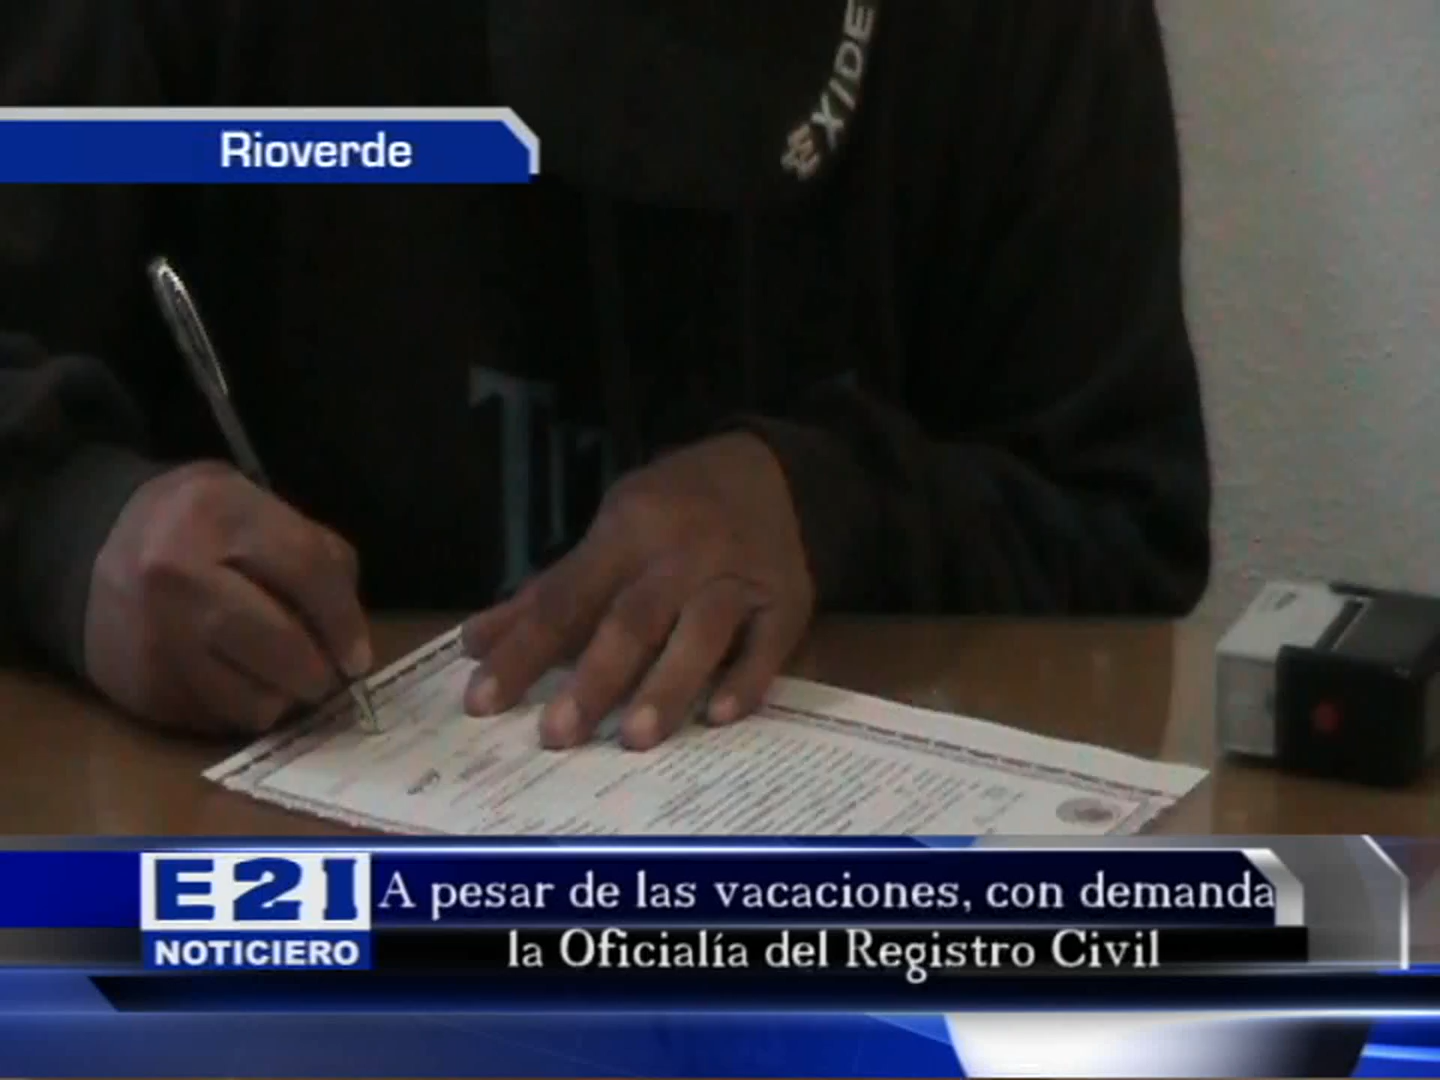 EXIDE
Rioverde
E21
NOTICIERO
A pesar de las vacaciones, con demanda
la Oficialía del Registro Civil